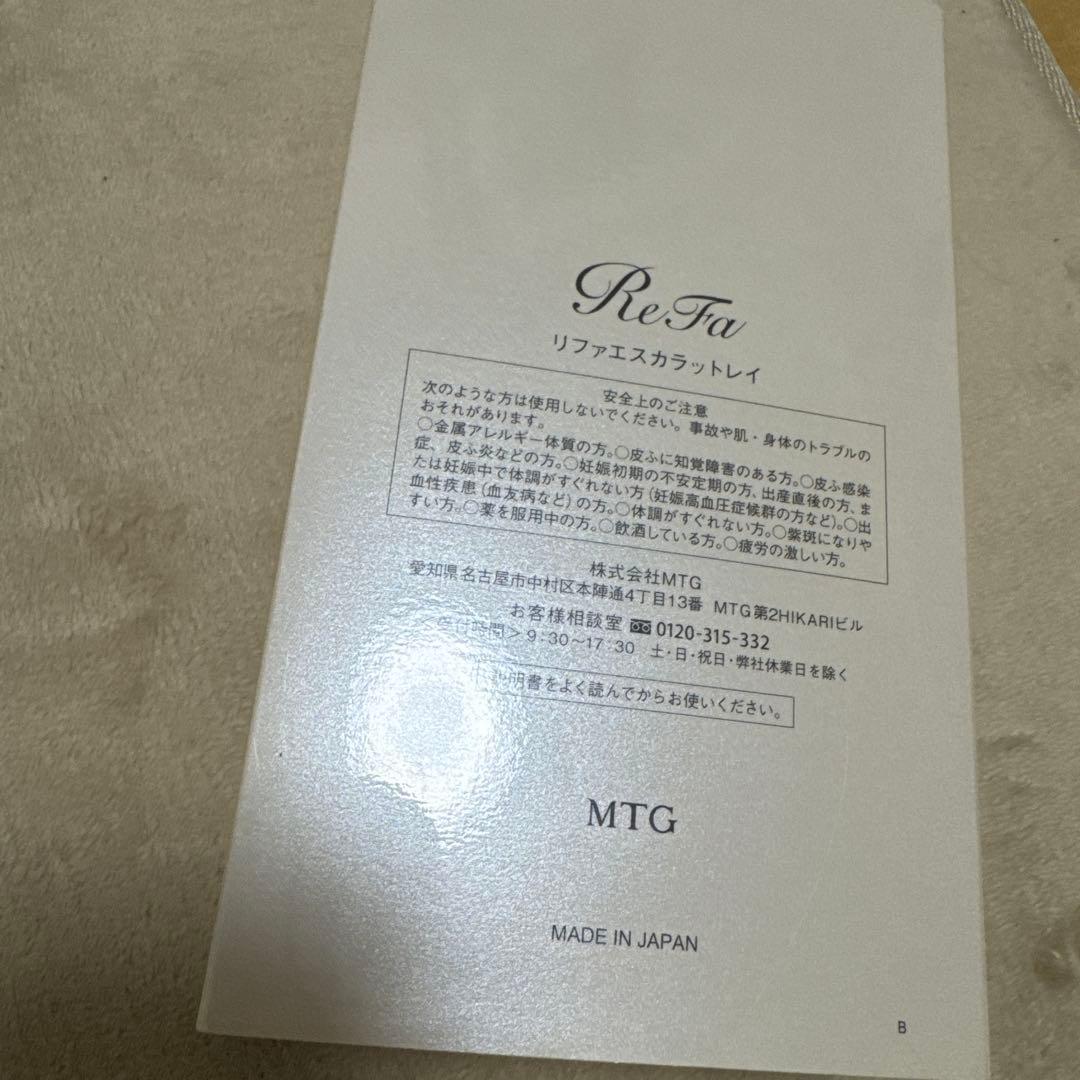 ReFa
リファエスカラットレイ
安全上のご注意
次のような方は使用しないでください。事故や肌・身体のトラブルの
おそれがあります。
○金属アレルギー体質の方。○皮ふに知覚障害のある方。○皮ふ感染
症、皮ふ炎などの方。○妊娠初期の不安定期の方、出産直後の方、ま
たは妊娠中で体調がすぐれない方(妊娠高血圧症候群の方など)。○出
血性疾患(血友病など)の方。○体調がすぐれない方。○紫斑になりや
すい方。○薬を服用中の方。○飲酒している方。○疲労の激しい方。
株式会社MTG
愛知県名古屋市中村区本陣通4丁目13番 MTG第2HIKARIビル
お客様相談室 0120-315-332
受付時間＞9:30〜17:30 土・日・祝日・弊社休業日を除く
説明書をよく読んでからお使いください。
MTG
MADE IN JAPAN
B